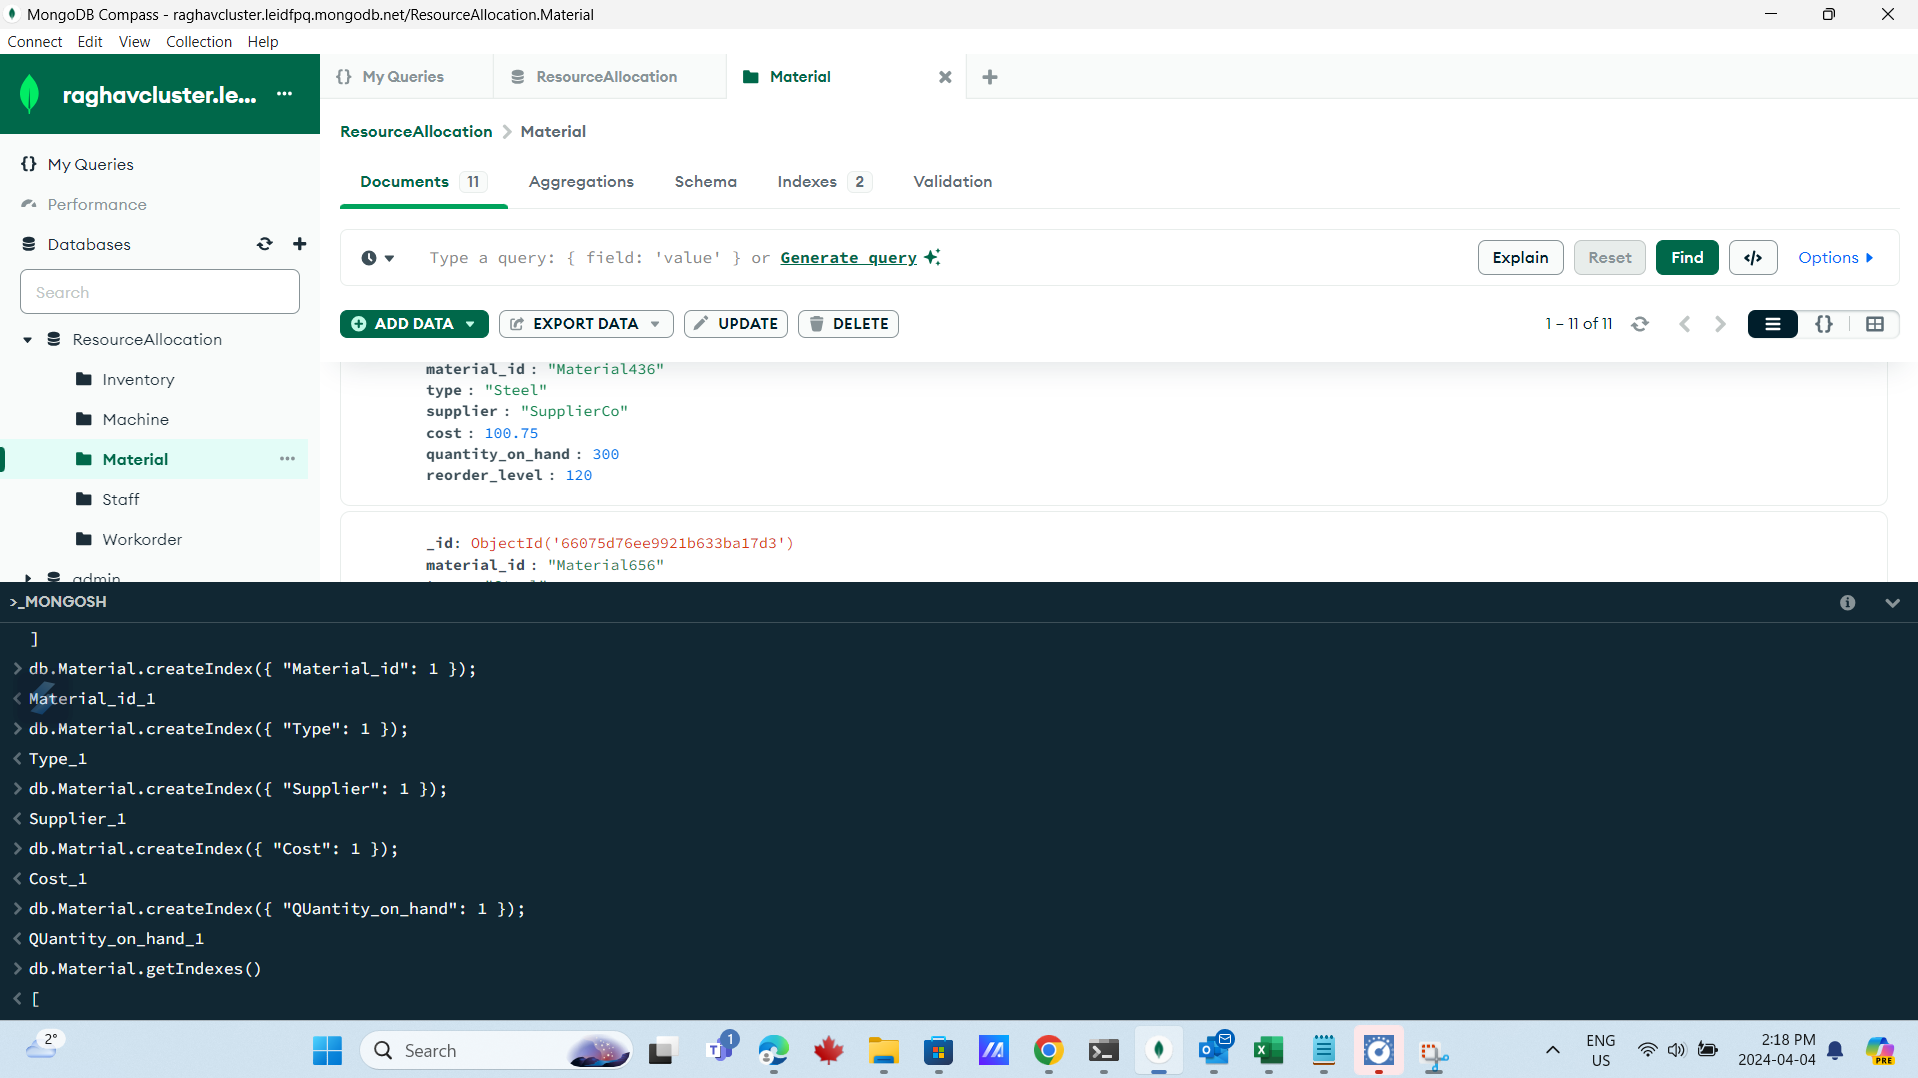 MongoDB Compass - raghavcluster.leidfpq.mongodb.net/ResourceAllocation.Material
Connect Edit View Collection Help
raghavcluster.le... ...
{} My Queries
ResourceAllocation
Material
ResourceAllocation > Material
{} My Queries
Performance
Databases
Search
ResourceAllocation
Inventory
Machine
Material ...
Staff
Workorder
admin
Documents 11 Aggregations Schema Indexes 2 Validation
Type a query: { field: 'value' } or Generate query
Explain Reset Find </> Options
ADD DATA EXPORT DATA UPDATE DELETE
1 – 11 of 11
{}
material_id : "Material436"
type : "Steel"
supplier : "SupplierCo"
cost : 100.75
quantity_on_hand : 300
reorder_level : 120
_id: ObjectId('66075d76ee9921b633ba17d3')
material_id : "Material656"
>_MONGOSH
]
> db.Material.createIndex({ "Material_id": 1 });
< Material_id_1
> db.Material.createIndex({ "Type": 1 });
< Type_1
> db.Material.createIndex({ "Supplier": 1 });
< Supplier_1
> db.Matrial.createIndex({ "Cost": 1 });
< Cost_1
> db.Material.createIndex({ "QUantity_on_hand": 1 });
< QUantity_on_hand_1
> db.Material.getIndexes()
< [
2°
Search
1
ENG
US
2:18 PM
2024-04-04
PRE